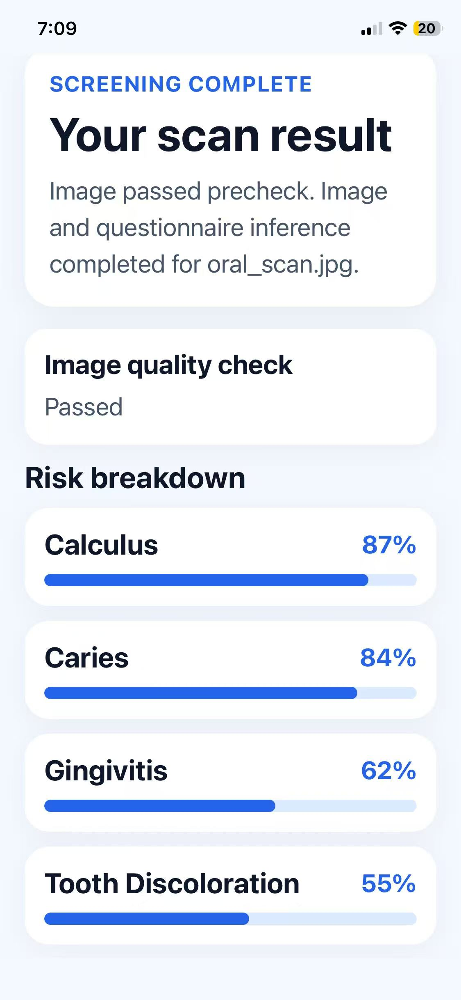 7:09
20
SCREENING COMPLETE
Your scan result
Image passed precheck. Image
and questionnaire inference
completed for oral_scan.jpg.
Image quality check
Passed
Risk breakdown
Calculus 87%
Caries 84%
Gingivitis 62%
Tooth Discoloration 55%